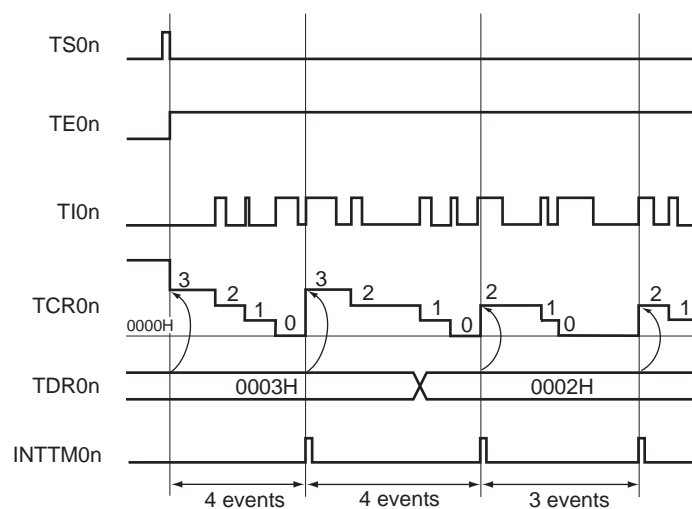 TS0n
TE0n
TI0n
TCR0n
0000H
3 2 1 0 3 2 1 0 2 1 0 2 1
TDR0n
0003H 0002H
INTTM0n
4 events 4 events 3 events